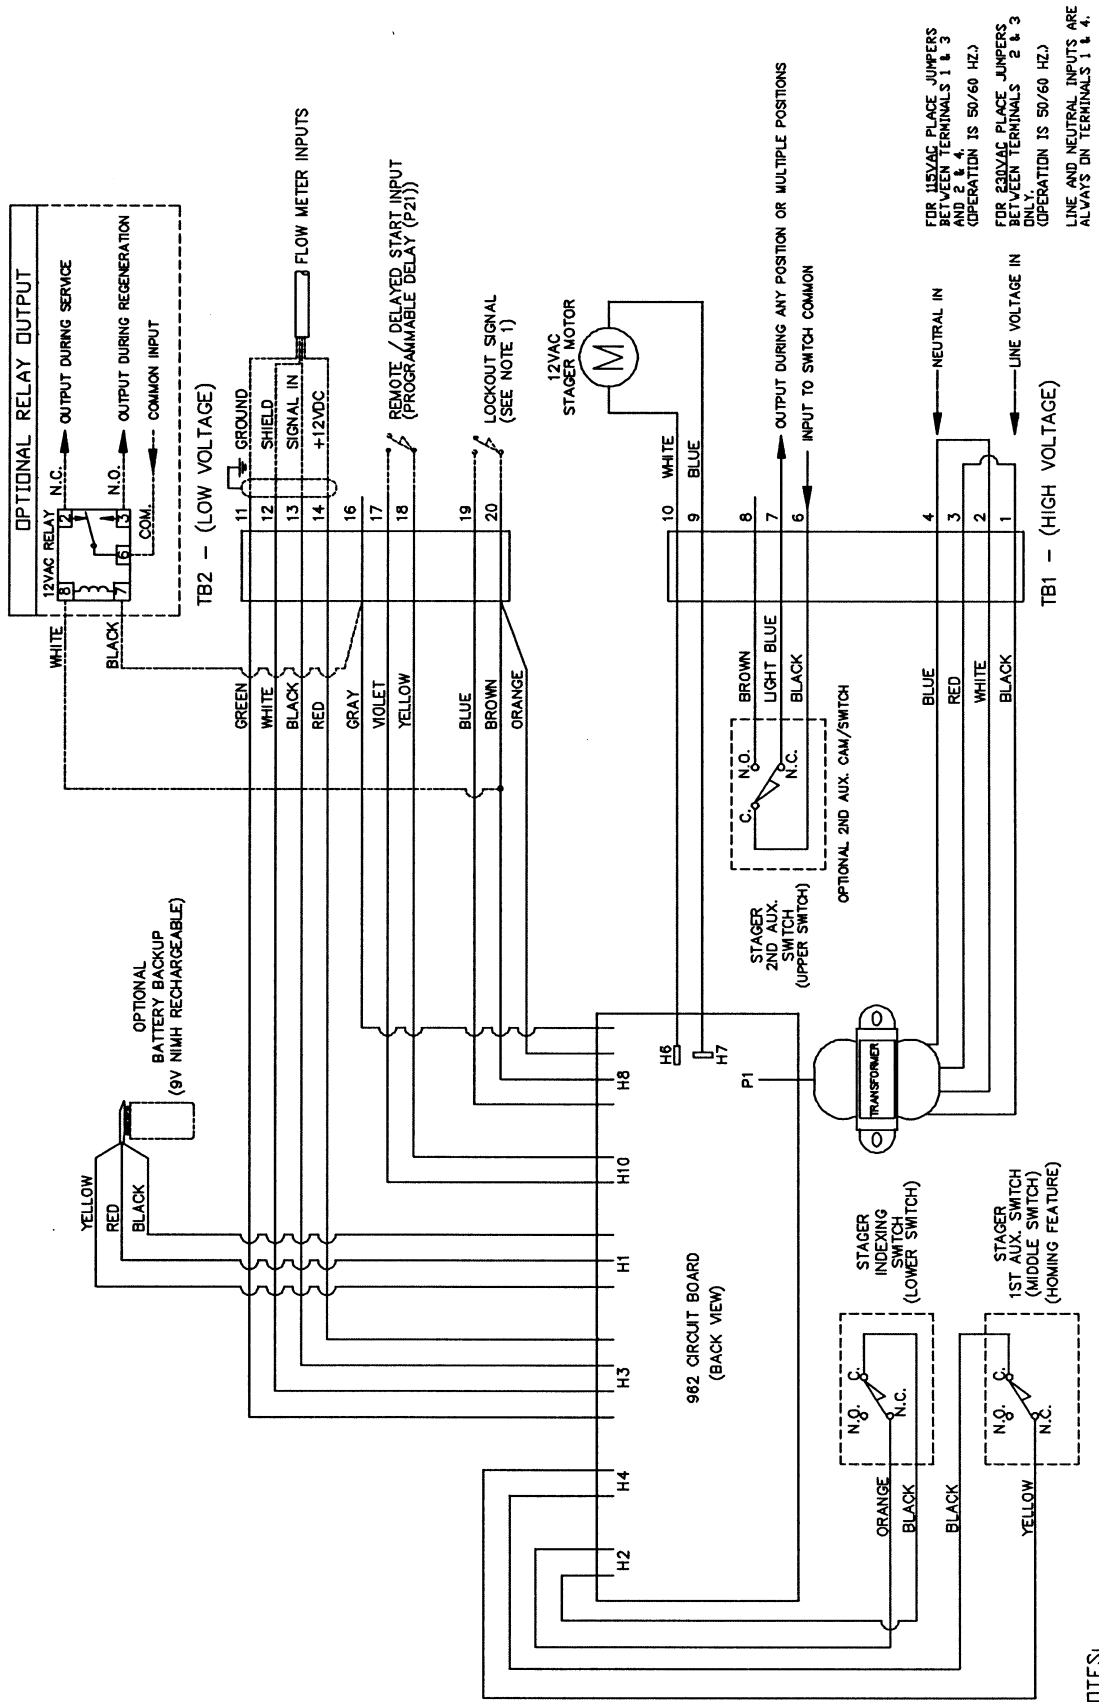 OPTIONAL RELAY OUTPUT
12VAC RELAY
8
2
7
6
3
N.C.
OUTPUT DURING SERVICE
N.O.
OUTPUT DURING REGENERATION
COM.
COMMON INPUT
WHITE
BLACK
OPTIONAL
BATTERY BACKUP
(9V NIMH RECHARGEABLE)
YELLOW
RED
BLACK
TB2 - (LOW VOLTAGE)
GREEN
11
GROUND
WHITE
12
SHIELD
BLACK
13
SIGNAL IN
RED
14
+12VDC
FLOW METER INPUTS
GRAY
16
VIOLET
17
YELLOW
18
REMOTE / DELAYED START INPUT
(PROGRAMMABLE DELAY (P21))
BLUE
19
BROWN
20
ORANGE
LOCKOUT SIGNAL
(SEE NOTE 1)
12VAC
STAGER MOTOR
M
WHITE
10
BLUE
9
H2
H4
H3
H1
H10
H8
H6
H7
P1
962 CIRCUIT BOARD
(BACK VIEW)
TRANSFORMER
STAGER
2ND AUX.
SWITCH
(UPPER SWITCH)
C.
N.O.
N.C.
OPTIONAL 2ND AUX. CAM/SWITCH
BROWN
8
LIGHT BLUE
7
OUTPUT DURING ANY POSITION OR MULTIPLE POSITIONS
BLACK
6
INPUT TO SWITCH COMMON
BLUE
4
NEUTRAL IN
RED
3
WHITE
2
BLACK
1
LINE VOLTAGE IN
TB1 - (HIGH VOLTAGE)
FOR 115VAC PLACE JUMPERS
BETWEEN TERMINALS 1 & 3
AND 2 & 4.
(OPERATION IS 50/60 HZ.)
FOR 230VAC PLACE JUMPERS
BETWEEN TERMINALS 2 & 3
ONLY.
(OPERATION IS 50/60 HZ.)
LINE AND NEUTRAL INPUTS ARE
ALWAYS ON TERMINALS 1 & 4.
STAGER
INDEXING
SWITCH
(LOWER SWITCH)
N.O.
C.
N.C.
ORANGE
BLACK
STAGER
1ST AUX. SWITCH
(MIDDLE SWITCH)
(HOMING FEATURE)
N.O.
C.
N.C.
BLACK
YELLOW